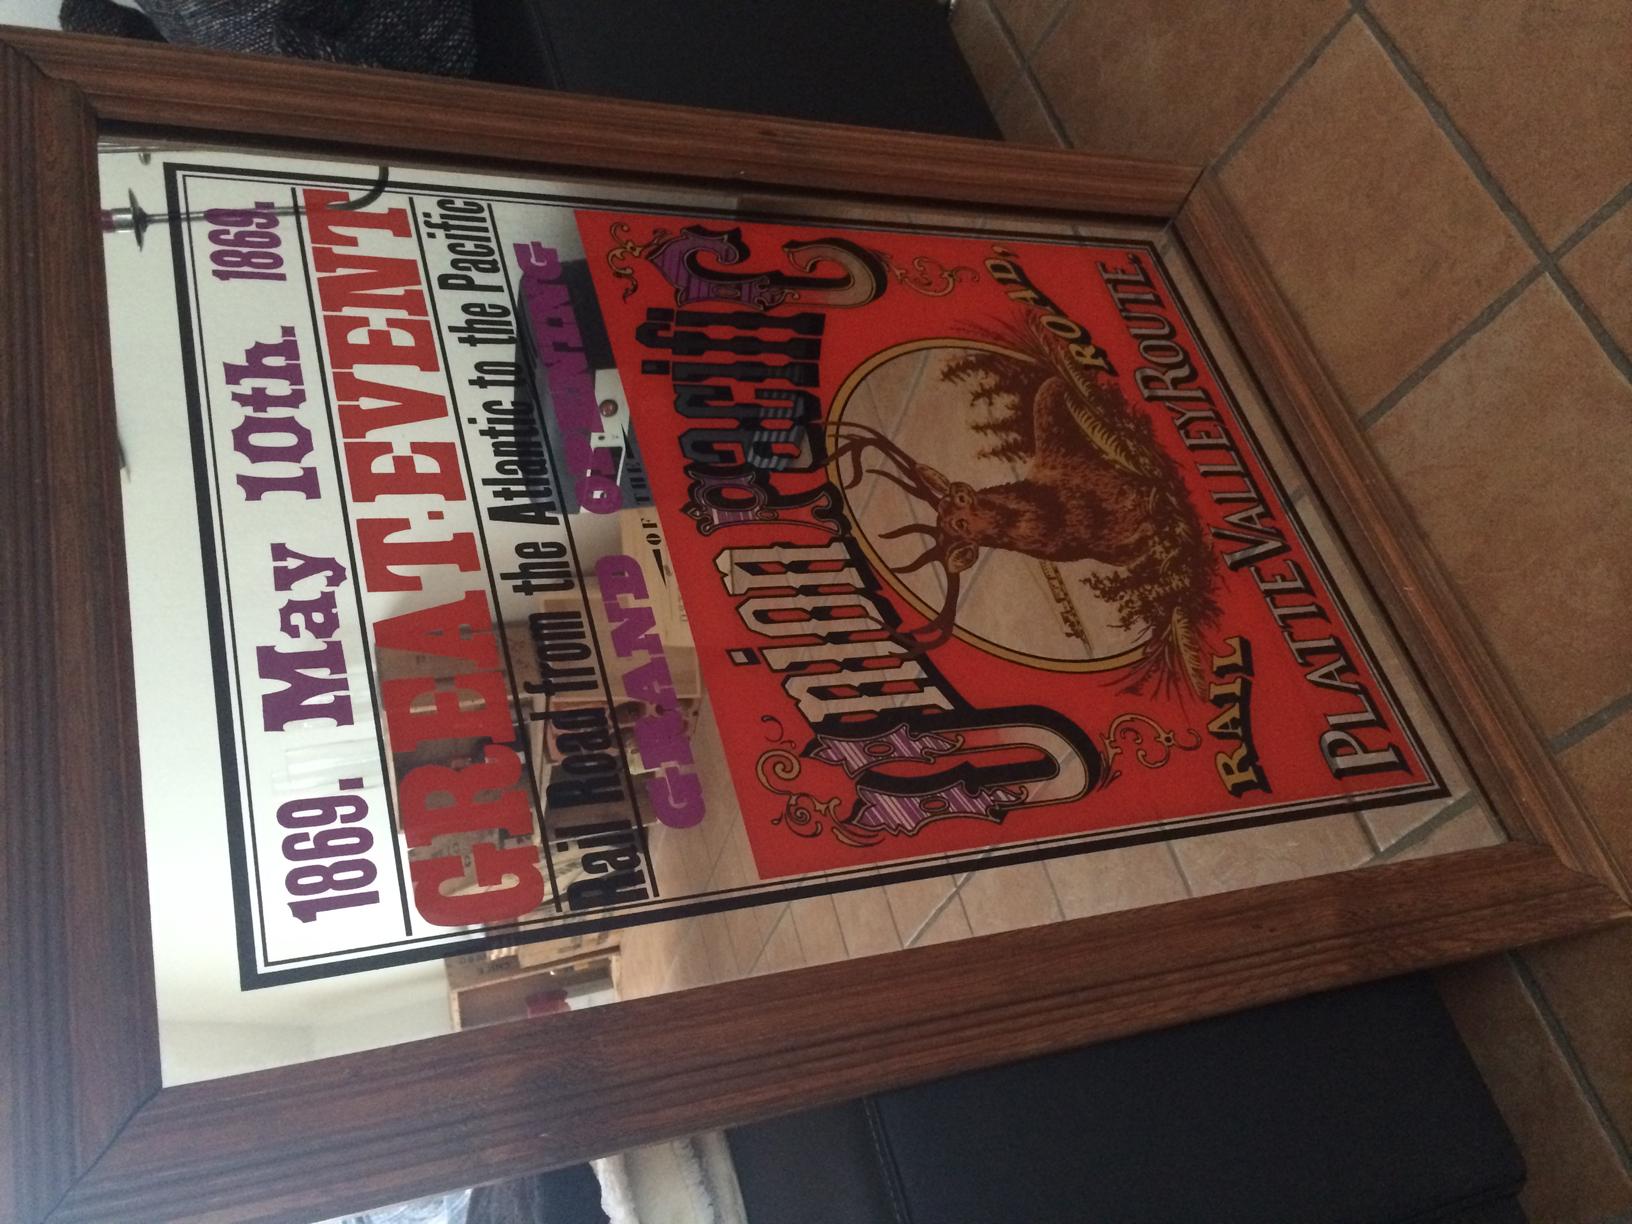 1869. May 10th. 1869.
GREAT EVENT
Rail Road from the Atlantic to the Pacific
GRAND OPENING
OF THE
Union Pacific
RAIL ROAD,
PLATTE VALLEY ROUTE.